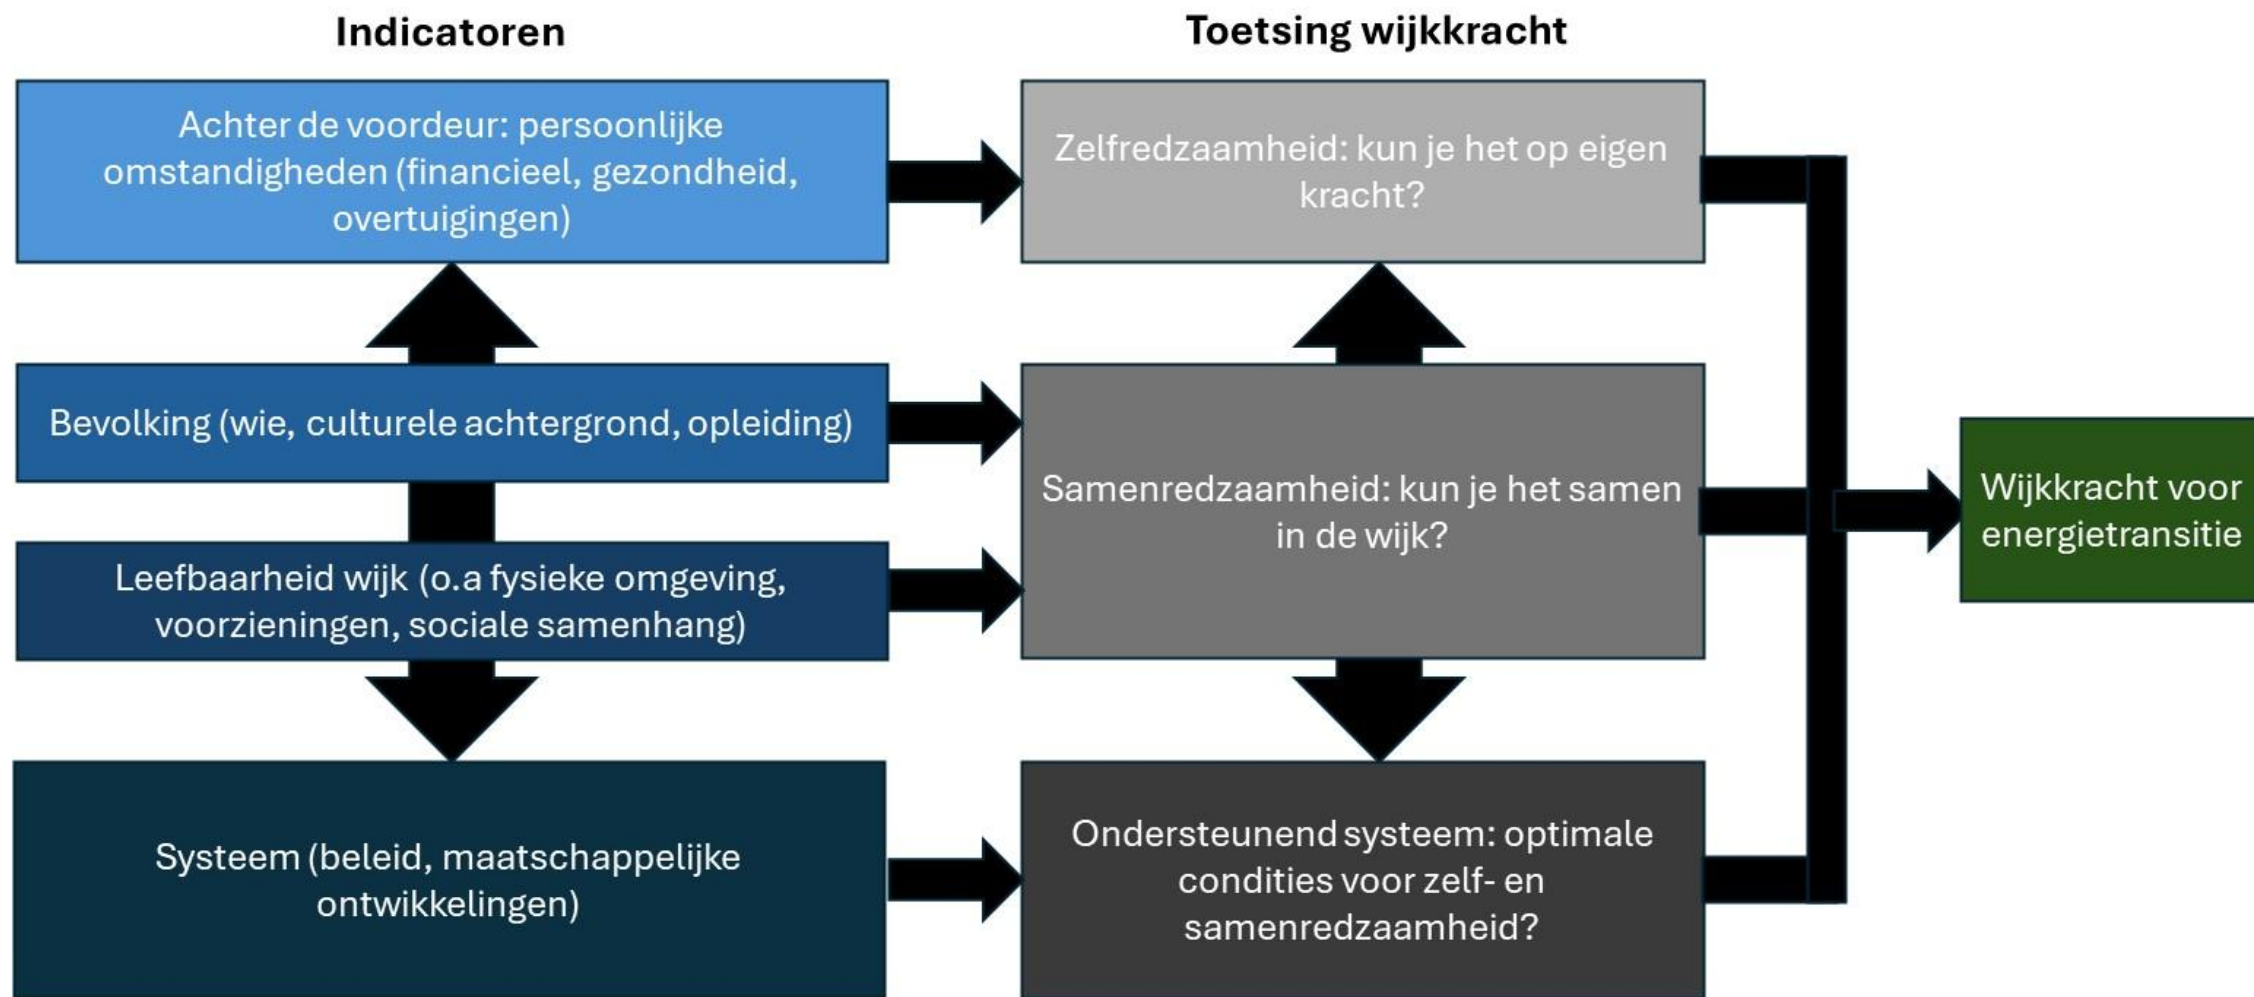 Indicatoren
Toetsing wijkkracht
Achter de voordeur: persoonlijke
omstandigheden (financieel, gezondheid,
overtuigingen)
Zelfredzaamheid: kun je het op eigen
kracht?
Bevolking (wie, culturele achtergrond, opleiding)
Leefbaarheid wijk (o.a fysieke omgeving,
voorzieningen, sociale samenhang)
Samenredzaamheid: kun je het samen
in de wijk?
Systeem (beleid, maatschappelijke
ontwikkelingen)
Ondersteunend systeem: optimale
condities voor zelf- en
samenredzaamheid?
Wijkkracht voor
energietransitie